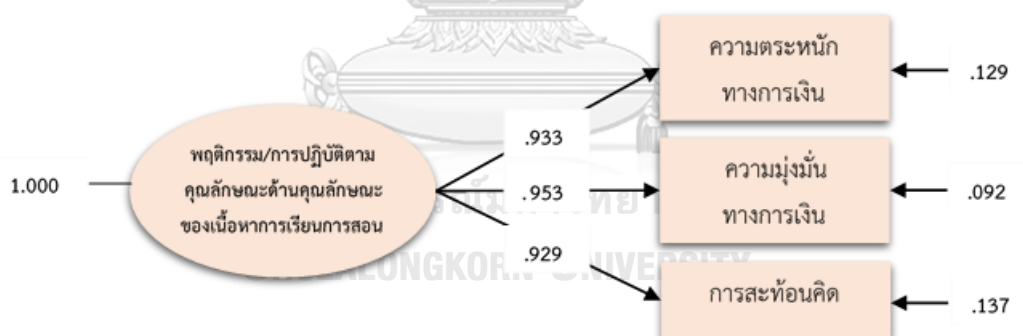 ความตระหนัก
ทางการเงิน
.129
.933
พฤติกรรม/การปฏิบัติตาม
คุณลักษณะด้านคุณลักษณะ
ของเนื้อหาการเรียนการสอน
1.000
.953
ความมุ่งมั่น
ทางการเงิน
.092
.929
การสะท้อนคิด
.137